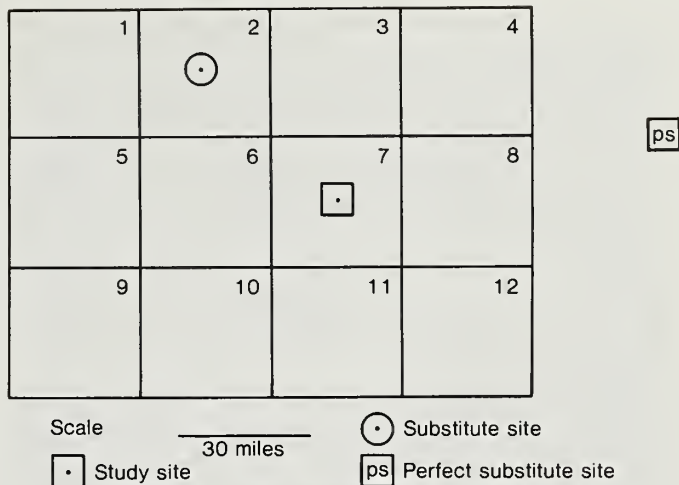 1 2 3 4
ps
5 6 7 8
9 10 11 12
Scale
30 miles
Substitute site
Study site
ps Perfect substitute site